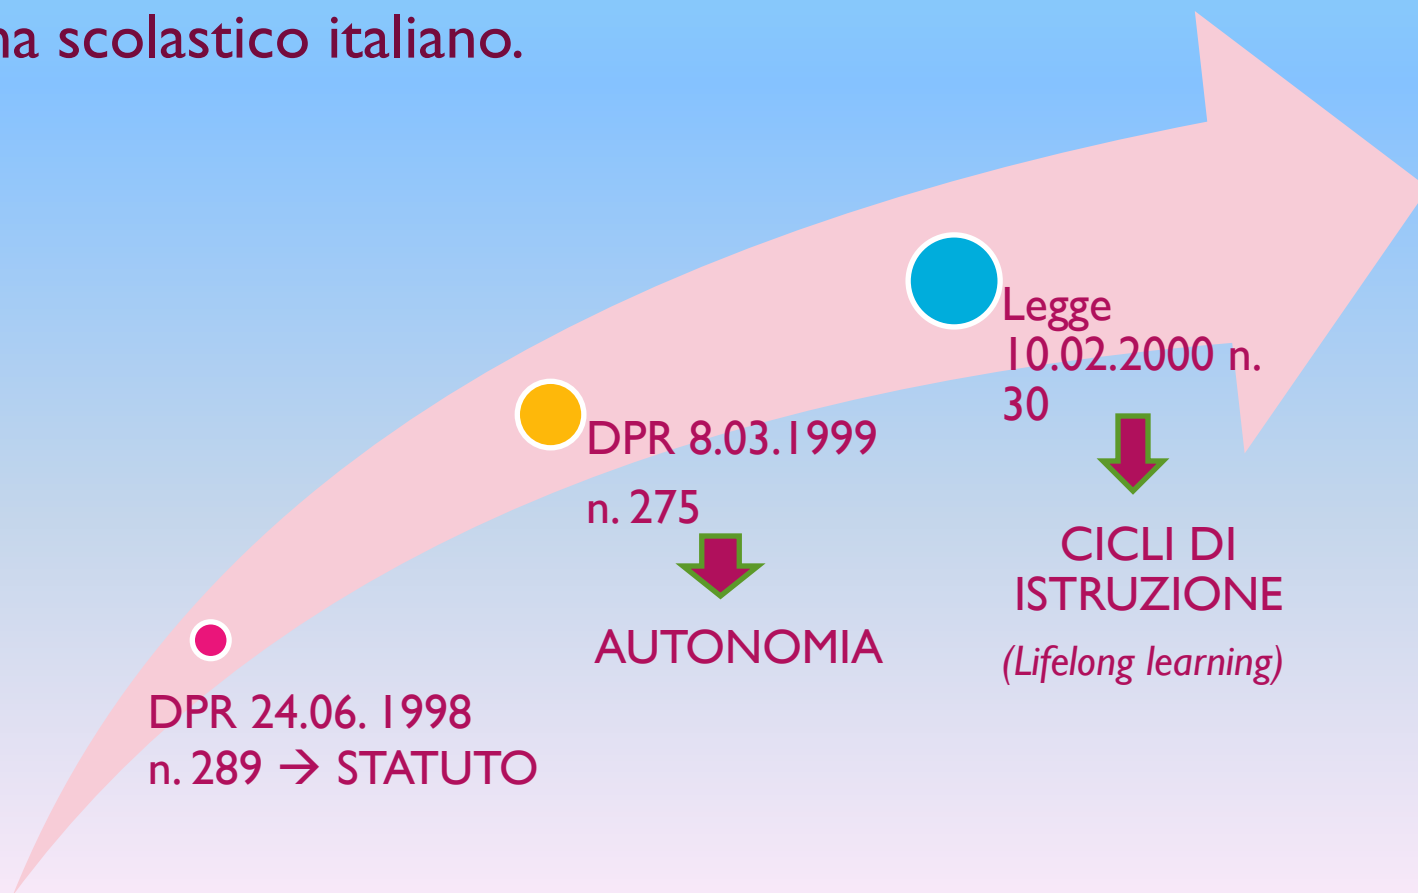 na scolastico italiano.
Legge
10.02.2000 n.
30
DPR 8.03.1999
n. 275
CICLI DI
ISTRUZIONE
(Lifelong learning)
AUTONOMIA
DPR 24.06. 1998
n. 289 → STATUTO